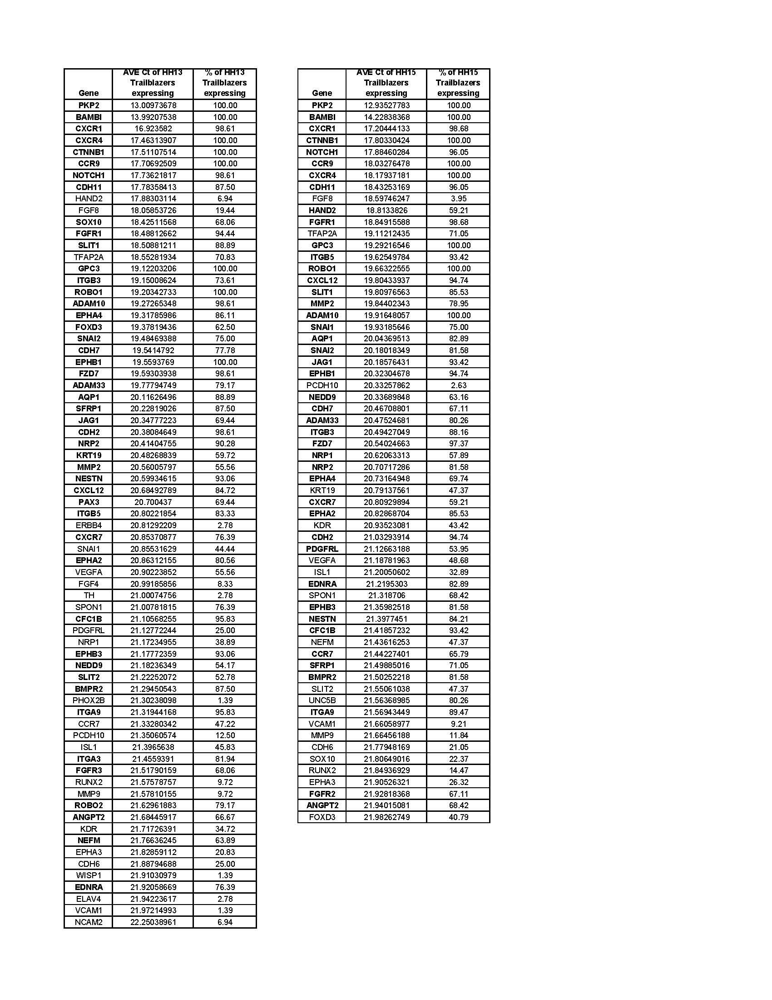 Gene AVE Ct of HH13 Trailblazers expressing % of HH13 Trailblazers expressing
PKP2 13.00973678 100.00
BAMBI 13.99207538 100.00
CXCR1 16.923582 98.61
CXCR4 17.46313907 100.00
CTNNB1 17.51107514 100.00
CCR9 17.70692509 100.00
NOTCH1 17.73621817 98.61
CDH11 17.78358413 87.50
HAND2 17.88303114 6.94
FGF8 18.05853726 19.44
SOX10 18.42511568 68.06
FGFR1 18.48812662 94.44
SLIT1 18.50881211 88.89
TFAP2A 18.55281934 70.83
GPC3 19.12203206 100.00
ITGB3 19.15008624 73.61
ROBO1 19.20342733 100.00
ADAM10 19.27265348 98.61
EPHA4 19.31785986 86.11
FOXD3 19.37819436 62.50
SNAI2 19.48469388 75.00
CDH7 19.5414792 77.78
EPHB1 19.5593769 100.00
FZD7 19.59303938 98.61
ADAM33 19.77794749 79.17
AQP1 20.11626496 88.89
SFRP1 20.22819026 87.50
JAG1 20.34777223 69.44
CDH2 20.38084649 98.61
NRP2 20.41404755 90.28
KRT19 20.48268839 59.72
MMP2 20.56005797 55.56
NESTN 20.59934615 93.06
CXCL12 20.68492789 84.72
PAX3 20.700437 69.44
ITGB5 20.80221854 83.33
ERBB4 20.81292209 2.78
CXCR7 20.85370877 76.39
SNAI1 20.85531629 44.44
EPHA2 20.86312155 80.56
VEGFA 20.90223852 55.56
FGF4 20.99185856 8.33
TH 21.00074756 2.78
SPON1 21.00781815 76.39
CFC1B 21.10568255 95.83
PDGFRL 21.12772244 25.00
NRP1 21.17234955 38.89
EPHB3 21.17772359 93.06
NEDD9 21.18236349 54.17
SLIT2 21.22252072 52.78
BMPR2 21.29450543 87.50
PHOX2B 21.30238098 1.39
ITGA9 21.31944168 95.83
CCR7 21.33280342 47.22
PCDH10 21.35060574 12.50
ISL1 21.3965638 45.83
ITGA3 21.4559391 81.94
FGFR3 21.51790159 68.06
RUNX2 21.57578757 9.72
MMP9 21.57810155 9.72
ROBO2 21.62961883 79.17
ANGPT2 21.68445917 66.67
KDR 21.71726391 34.72
NEFM 21.76636245 63.89
EPHA3 21.82859112 20.83
CDH6 21.88794688 25.00
WISP1 21.91030979 1.39
EDNRA 21.92058669 76.39
ELAV4 21.94223617 2.78
VCAM1 21.97214993 1.39
NCAM2 22.25038961 6.94
Gene AVE Ct of HH15 Trailblazers expressing % of HH15 Trailblazers expressing
PKP2 12.93527783 100.00
BAMBI 14.22838368 100.00
CXCR1 17.20444133 98.68
CTNNB1 17.80330424 100.00
NOTCH1 17.88460284 96.05
CCR9 18.03276478 100.00
CXCR4 18.17937181 100.00
CDH11 18.43253169 96.05
FGF8 18.59746247 3.95
HAND2 18.8133826 59.21
FGFR1 18.84915588 98.68
TFAP2A 19.11212435 71.05
GPC3 19.29216546 100.00
ITGB5 19.62549784 93.42
ROBO1 19.66322555 100.00
CXCL12 19.80433937 94.74
SLIT1 19.80976563 85.53
MMP2 19.84402343 78.95
ADAM10 19.91648057 100.00
SNAI1 19.93185646 75.00
AQP1 20.04369513 82.89
SNAI2 20.18018349 81.58
JAG1 20.18576431 93.42
EPHB1 20.32304678 94.74
PCDH10 20.33257862 2.63
NEDD9 20.33689848 63.16
CDH7 20.46708801 67.11
ADAM33 20.47524681 80.26
ITGB3 20.49427049 88.16
FZD7 20.54024663 97.37
NRP1 20.62063313 57.89
NRP2 20.70717286 81.58
EPHA4 20.73164948 69.74
KRT19 20.79137561 47.37
CXCR7 20.80929894 59.21
EPHA2 20.82868704 85.53
KDR 20.93523081 43.42
CDH2 21.03293914 94.74
PDGFRL 21.12663188 53.95
VEGFA 21.18781963 48.68
ISL1 21.20050602 32.89
EDNRA 21.2195303 82.89
SPON1 21.318706 68.42
EPHB3 21.35982518 81.58
NESTN 21.3977451 84.21
CFC1B 21.41857232 93.42
NEFM 21.43616253 47.37
CCR7 21.44227401 65.79
SFRP1 21.49885016 71.05
BMPR2 21.50252218 81.58
SLIT2 21.55061038 47.37
UNC5B 21.56368985 80.26
ITGA9 21.56943449 89.47
VCAM1 21.66058977 9.21
MMP9 21.66456188 11.84
CDH6 21.77948169 21.05
SOX10 21.80649016 22.37
RUNX2 21.84936929 14.47
EPHA3 21.90526321 26.32
FGFR2 21.92818368 67.11
ANGPT2 21.94015081 68.42
FOXD3 21.98262749 40.79